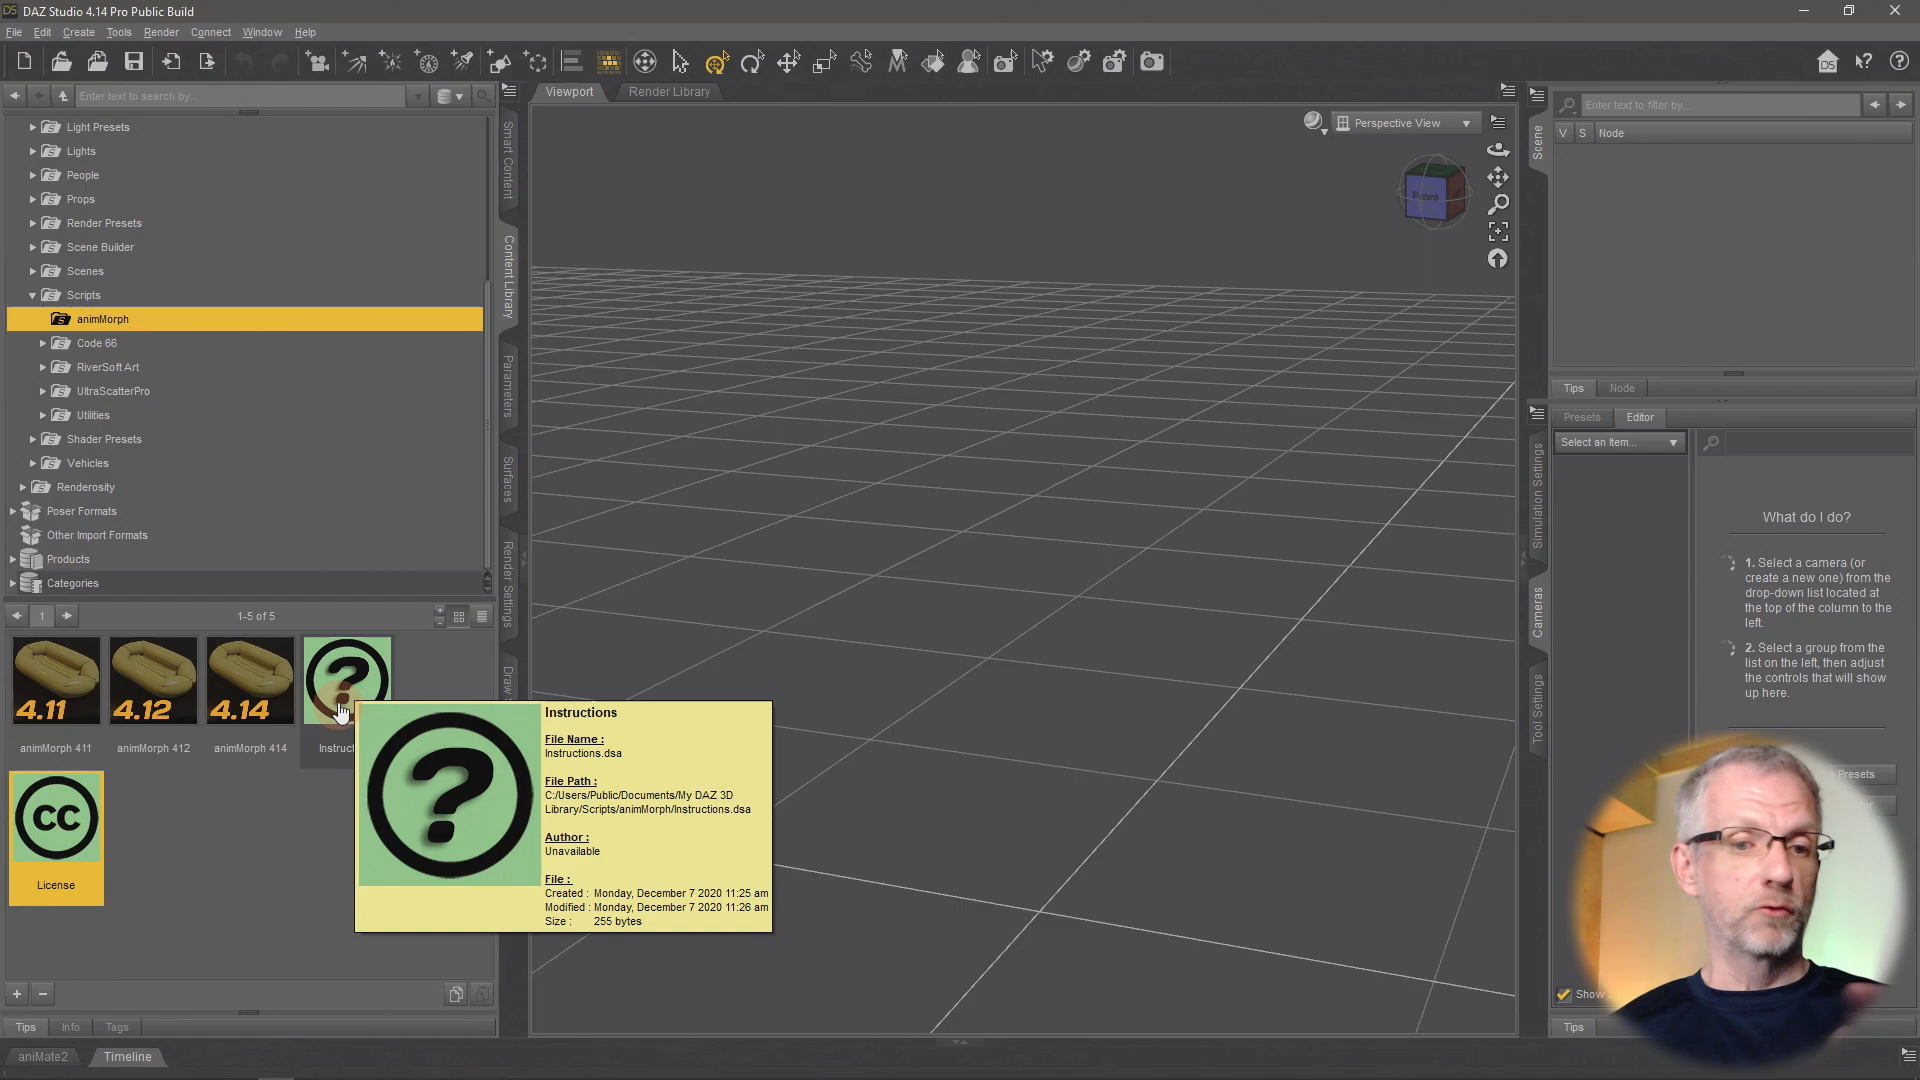 DAZ Studio 4.14 Pro Public Build
File Edit Create Tools Render Connect Window Help
Enter text to search by...
Light Presets
Lights
People
Props
Render Presets
Scene Builder
Scenes
Scripts
animMorph
Code 66
RiverSoft Art
UltraScatterPro
Utilities
Shader Presets
Vehicles
Renderosity
Poser Formats
Other Import Formats
Products
Categories
1
1-5 of 5
4.11
4.12
4.14
animMorph 411
animMorph 412
animMorph 414
Instruct
CC
License
Tips
Info
Tags
aniMate2
Timeline
Smart Content
Content Library
Parameters
Surfaces
Render Settings
Draw
Viewport
Render Library
Perspective View
Front
Instructions
File Name :
Instructions.dsa
File Path :
C:/Users/Public/Documents/My DAZ 3D
Library/Scripts/animMorph/Instructions.dsa
Author :
Unavailable
File :
Created : Monday, December 7 2020 11:25 am
Modified : Monday, December 7 2020 11:26 am
Size : 255 bytes
Scene
Enter text to filter by...
V S Node
Tips
Node
Simulation Settings
Cameras
Tool Settings
Presets
Editor
Select an Item...
What do I do?
1. Select a camera (or
create a new one) from the
drop-down list located at
the top of the column to the
left.
2. Select a group from the
list on the left, then adjust
the controls that will show
up here.
Presets
Show
Tips